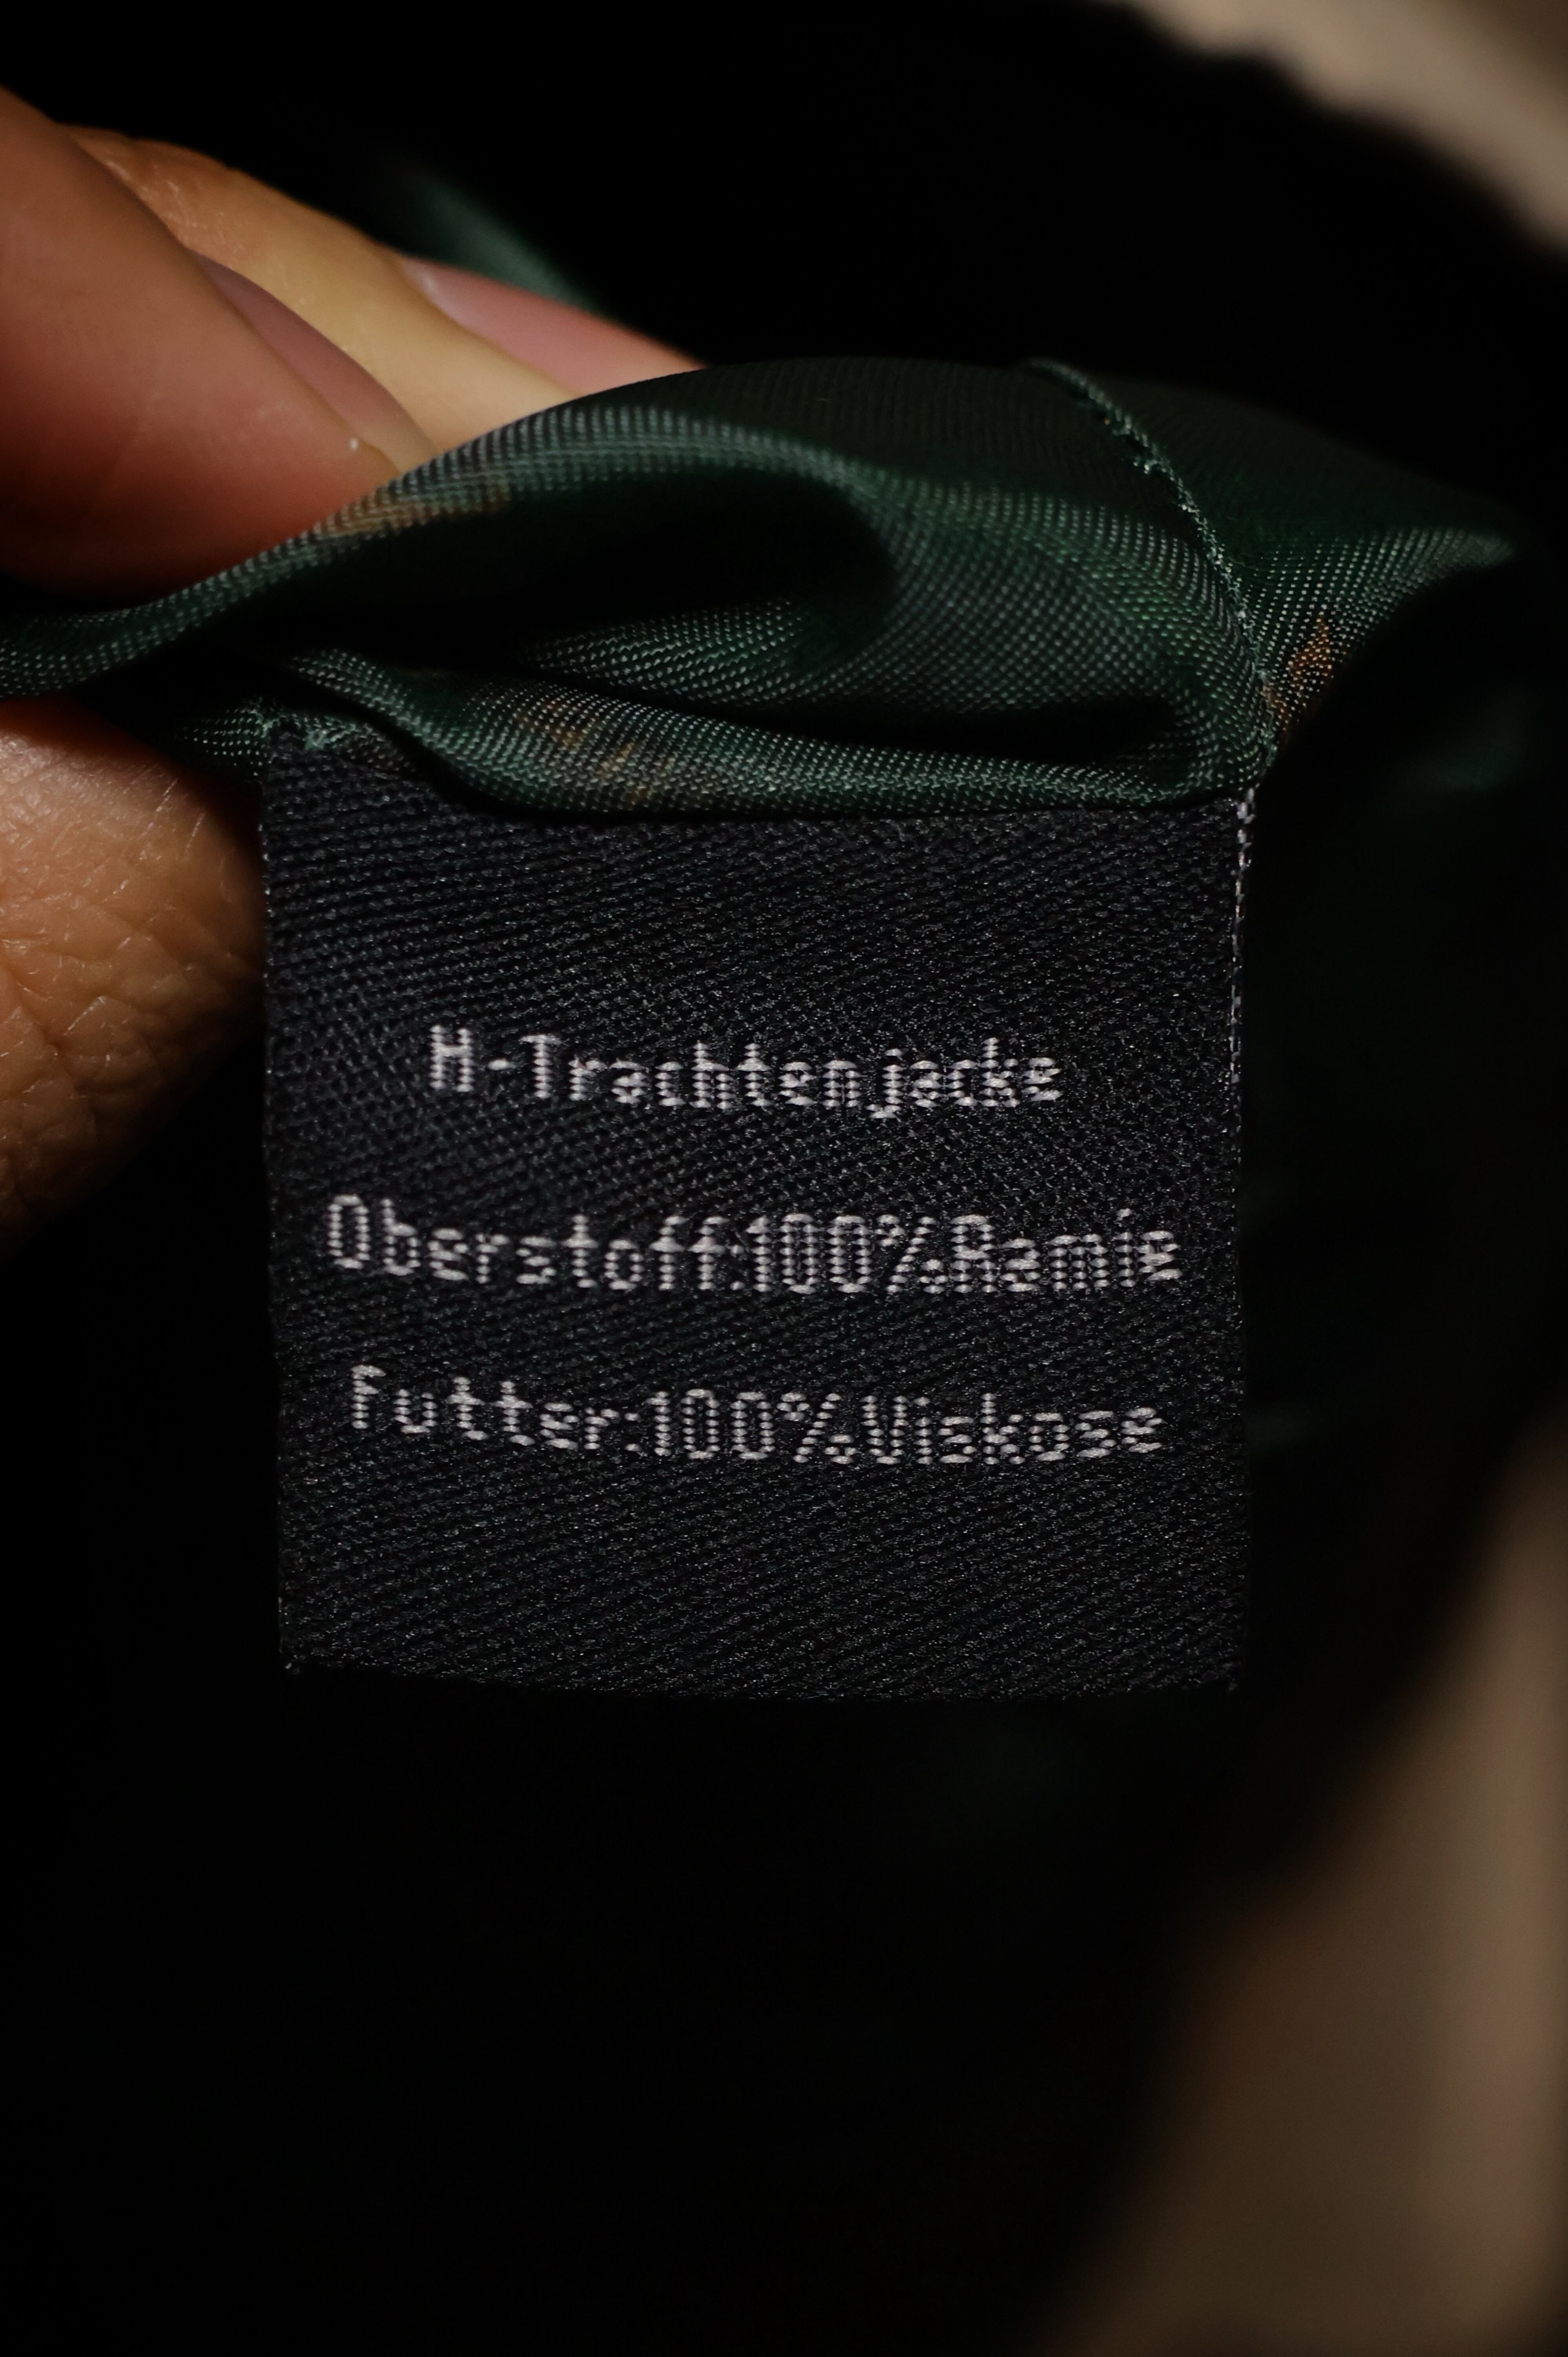 H-Trachtenjacke
Oberstoff:100%Ramie
Futter:100%Viskose